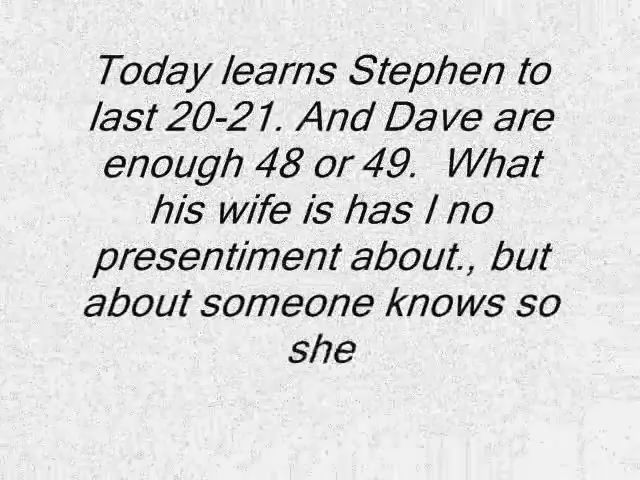 Today learns Stephen to
last 20-21. And Dave are
enough 48 or 49.  What
his wife is has I no
presentiment about., but
about someone knows so
she